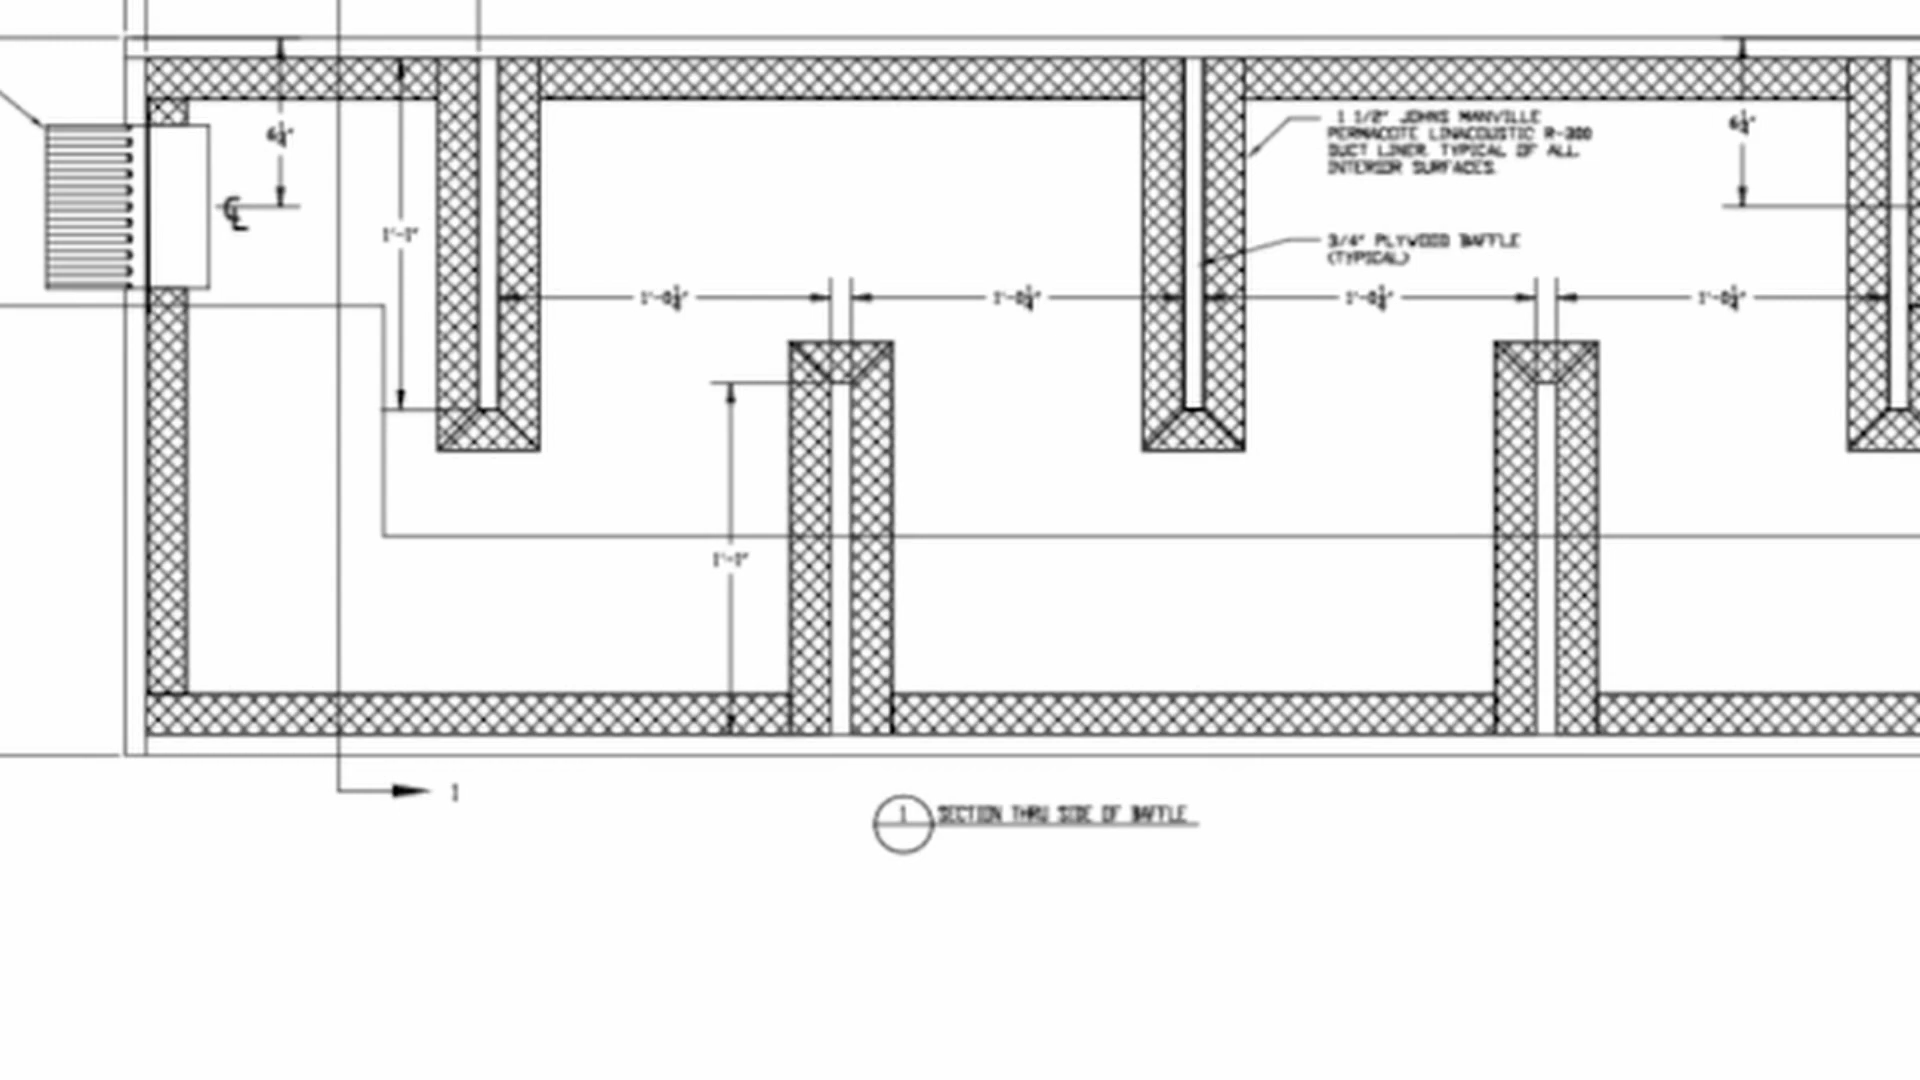 6¼"
℄
1'-1"
1 1/2" JOHNS MANVILLE
PERMACOTE LINACOUSTIC R-300
DUCT LINER. TYPICAL OF ALL
INTERIOR SURFACES.
6¼"
3/4" PLYWOOD BAFFLE
(TYPICAL)
1'-0¼" 1'-0¼" 1'-0¼" 1'-0¼"
1'-1"
1
1 SECTION THRU SIDE OF BAFFLE